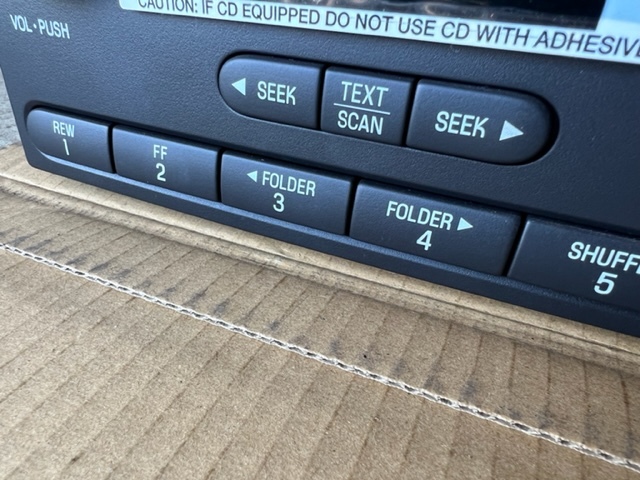 CAUTION: IF CD EQUIPPED DO NOT USE CD WITH ADHESIVE
VOL•PUSH
◀ SEEK
TEXT
SCAN
SEEK ▶
REW
1
FF
2
◀ FOLDER
3
FOLDER ▶
4
SHUFF
5